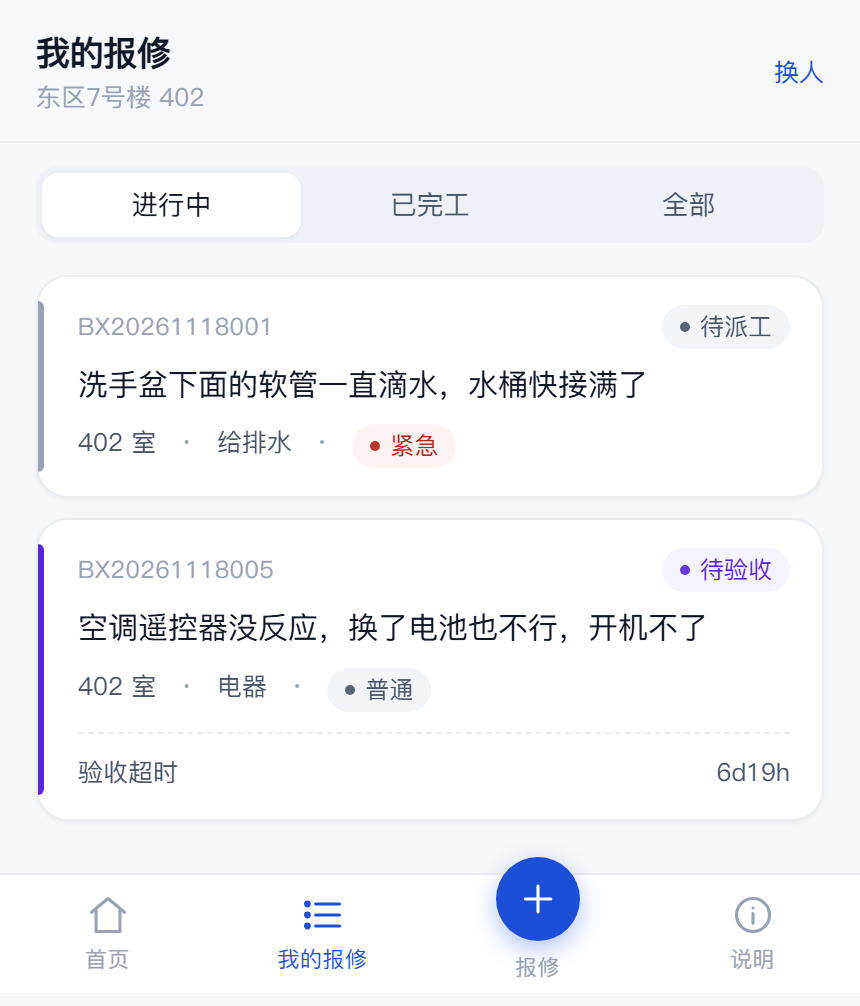 我的报修
换人
东区7号楼 402
进行中 已完工 全部
BX20261118001 待派工
洗手盆下面的软管一直滴水，水桶快接满了
402 室 · 给排水 · 紧急
BX20261118005 待验收
空调遥控器没反应，换了电池也不行，开机不了
402 室 · 电器 · 普通
验收超时 6d19h
首页 我的报修 报修 说明